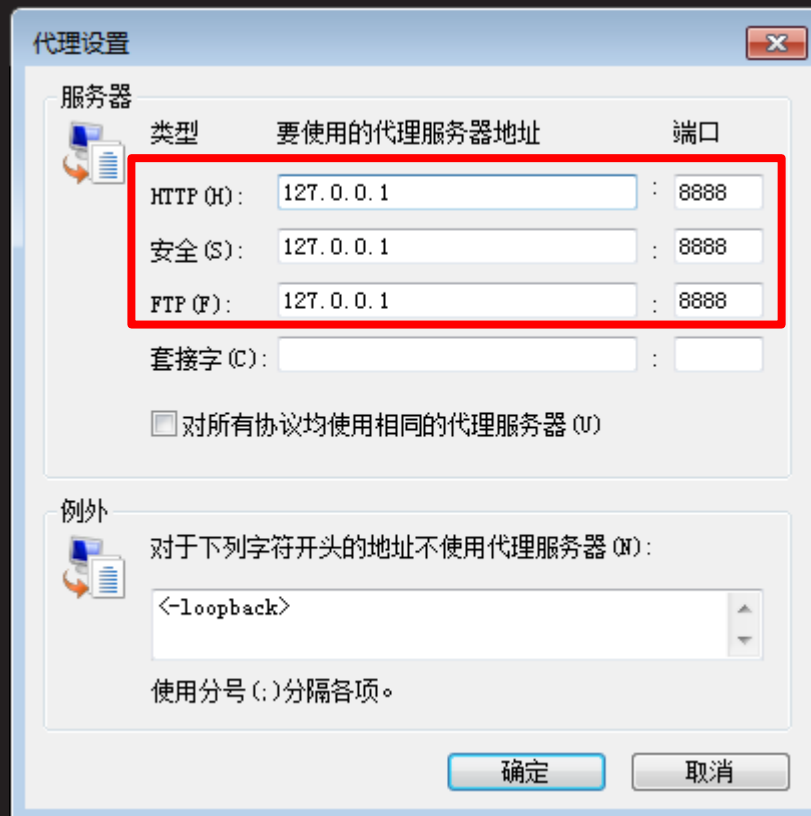 代理设置
服务器
类型 要使用的代理服务器地址 端口
HTTP(H): 127.0.0.1 : 8888
安全(S): 127.0.0.1 : 8888
FTP(F): 127.0.0.1 : 8888
套接字(C): :
对所有协议均使用相同的代理服务器(U)
例外
对于下列字符开头的地址不使用代理服务器(N):
<-loopback>
使用分号(;)分隔各项。
确定 取消